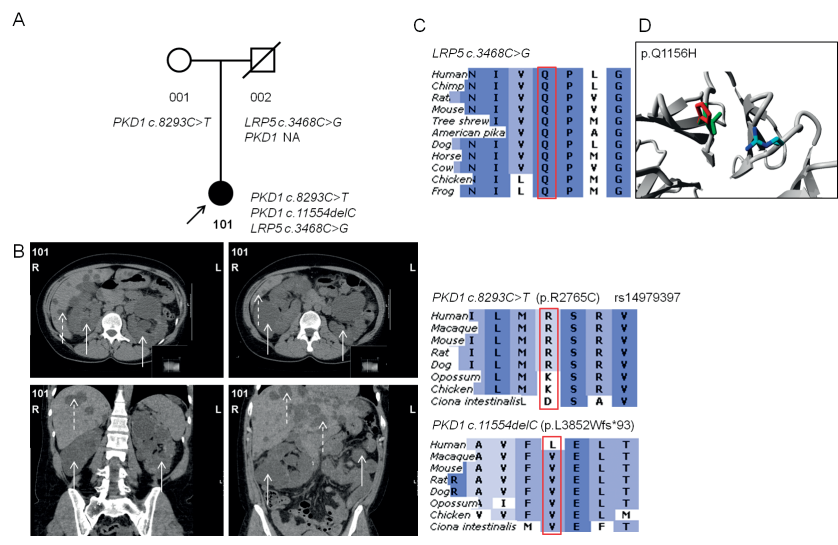 A
001
002
PKD1 c.8293C>T
LRP5 c.3468C>G
PKD1 NA
101
PKD1 c.8293C>T
PKD1 c.11554delC
LRP5 c.3468C>G
B
101
R
L
101
R
L
101
R
L
101
R
L
C
LRP5 c.3468C>G
Human N I V Q P L G
Chimp N I V Q P L G
Rat N I V Q P V G
Mouse N I V Q P V G
Tree shrew N I V Q P M G
American pika N I V Q P A G
Dog N I V Q P L G
Horse N I V Q P M G
Cow N I V Q P V G
Chicken N I L Q P M G
Frog N I L Q P M G
PKD1 c.8293C>T (p.R2765C) rs14979397
Human I L M R S R V
Macaque I L M R S R V
Mouse I L M R S R V
Rat I L M R S R V
Dog I L M R S R V
Opossum L M K S R V
Chicken L M K S R V
Ciona intestinalis L D S A V
PKD1 c.11554delC (p.L3852Wfs*93)
Human A V F L E L T
Macaque A V F V E L T
Mouse A V F V E L T
Rat R A V F V E L T
Dog R A V F V E L T
Opossum I F V E L T
Chicken V V F V E L M
Ciona intestinalis M V E F T
D
p.Q1156H